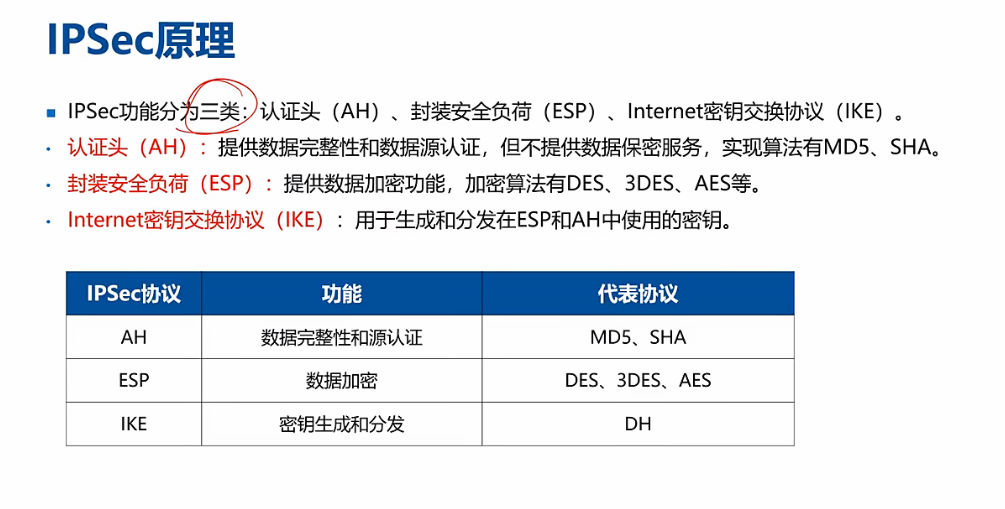 IPSec原理
IPSec功能分为三类：认证头（AH）、封装安全负荷（ESP）、Internet密钥交换协议（IKE）。
认证头（AH）：提供数据完整性和数据源认证，但不提供数据保密服务，实现算法有MD5、SHA。
封装安全负荷（ESP）：提供数据加密功能，加密算法有DES、3DES、AES等。
Internet密钥交换协议（IKE）：用于生成和分发在ESP和AH中使用的密钥。
IPSec协议 功能 代表协议
AH 数据完整性和源认证 MD5、SHA
ESP 数据加密 DES、3DES、AES
IKE 密钥生成和分发 DH